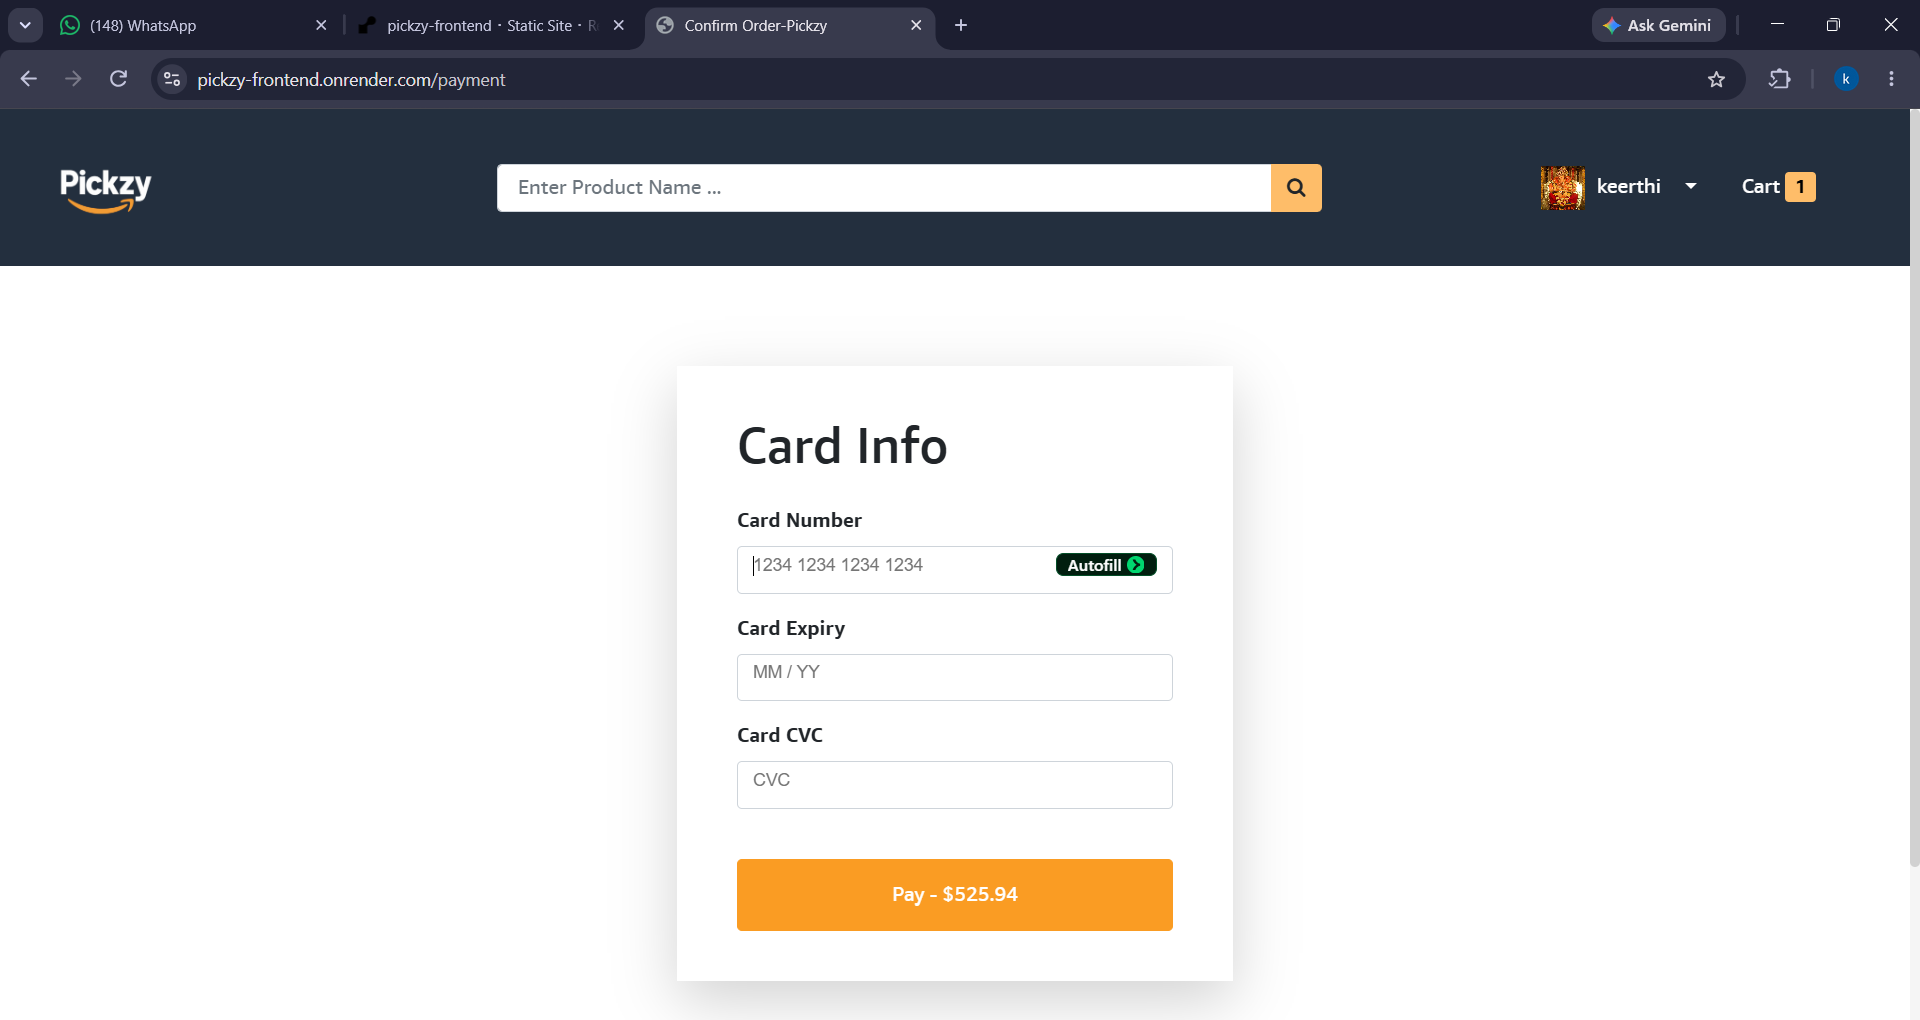 (148) WhatsApp
pickzy-frontend · Static Site ·
Confirm Order-Pickzy
Ask Gemini
pickzy-frontend.onrender.com/payment
k
Pickzy
Enter Product Name ...
keerthi
Cart 1
Card Info
Card Number
1234 1234 1234 1234
Autofill
Card Expiry
MM / YY
Card CVC
CVC
Pay - $525.94